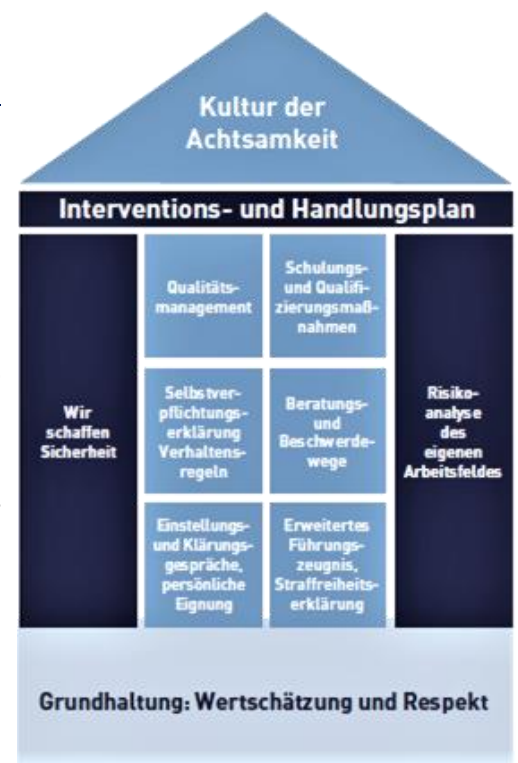 Kultur der
Achtsamkeit
Interventions- und Handlungsplan
Wir
schaffen
Sicherheit
Qualitäts-
management
Schulungs-
und Qualifi-
zierungsmaß-
nahmen
Selbstver-
pflichtungs-
erklärung
Verhaltens-
regeln
Beratungs-
und
Beschwerde-
wege
Einstellungs-
und Klärungs-
gespräche,
persönliche
Eignung
Erweitertes
Führungs-
zeugnis,
Straffreiheits-
erklärung
Risiko-
analyse
des
eigenen
Arbeitsfeldes
Grundhaltung: Wertschätzung und Respekt